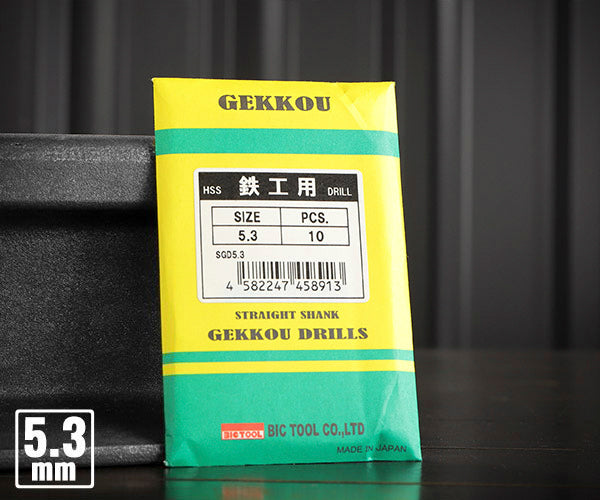 GEKKOU
HSS 鉄工用 DRILL
SIZE PCS.
5.3 10
SGD5.3
4 582247 458913
STRAIGHT SHANK
GEKKOU DRILLS
BIC TOOL BIC TOOL CO.,LTD
MADE IN JAPAN
5.3
mm